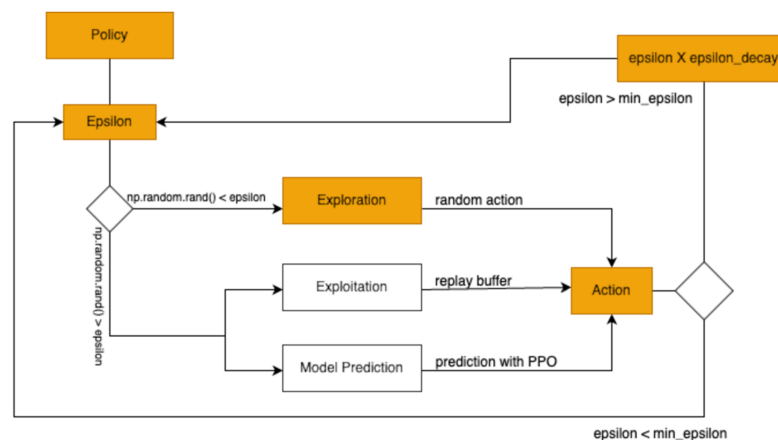 Policy
epsilon X epsilon_decay
epsilon > min_epsilon
Epsilon
np.random.rand() < epsilon
Exploration
random action
np.random.rand() > epsilon
Exploitation
replay buffer
Action
Model Prediction
prediction with PPO
epsilon < min_epsilon